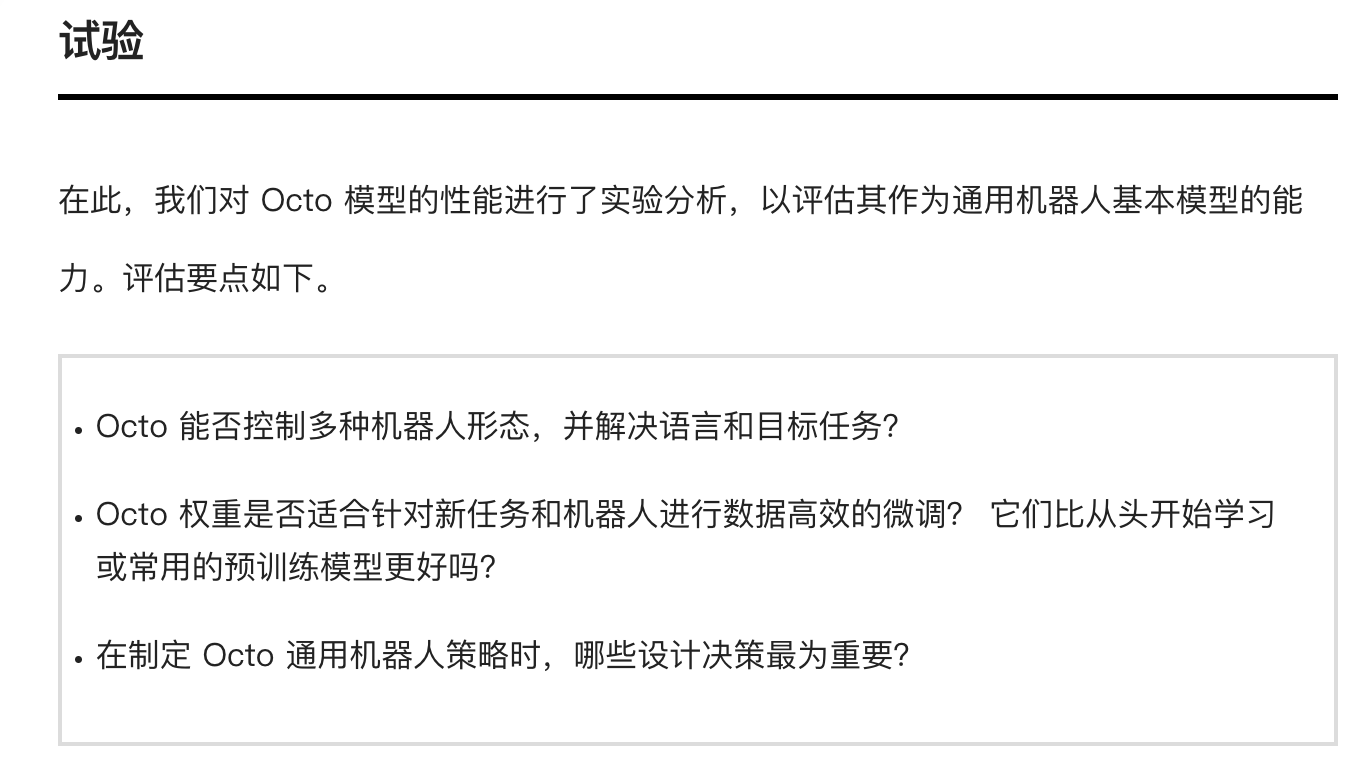 试验
在此，我们对 Octo 模型的性能进行了实验分析，以评估其作为通用机器人基本模型的能
力。评估要点如下。
• Octo 能否控制多种机器人形态，并解决语言和目标任务？
• Octo 权重是否适合针对新任务和机器人进行数据高效的微调？ 它们比从头开始学习
或常用的预训练模型更好吗？
• 在制定 Octo 通用机器人策略时，哪些设计决策最为重要？